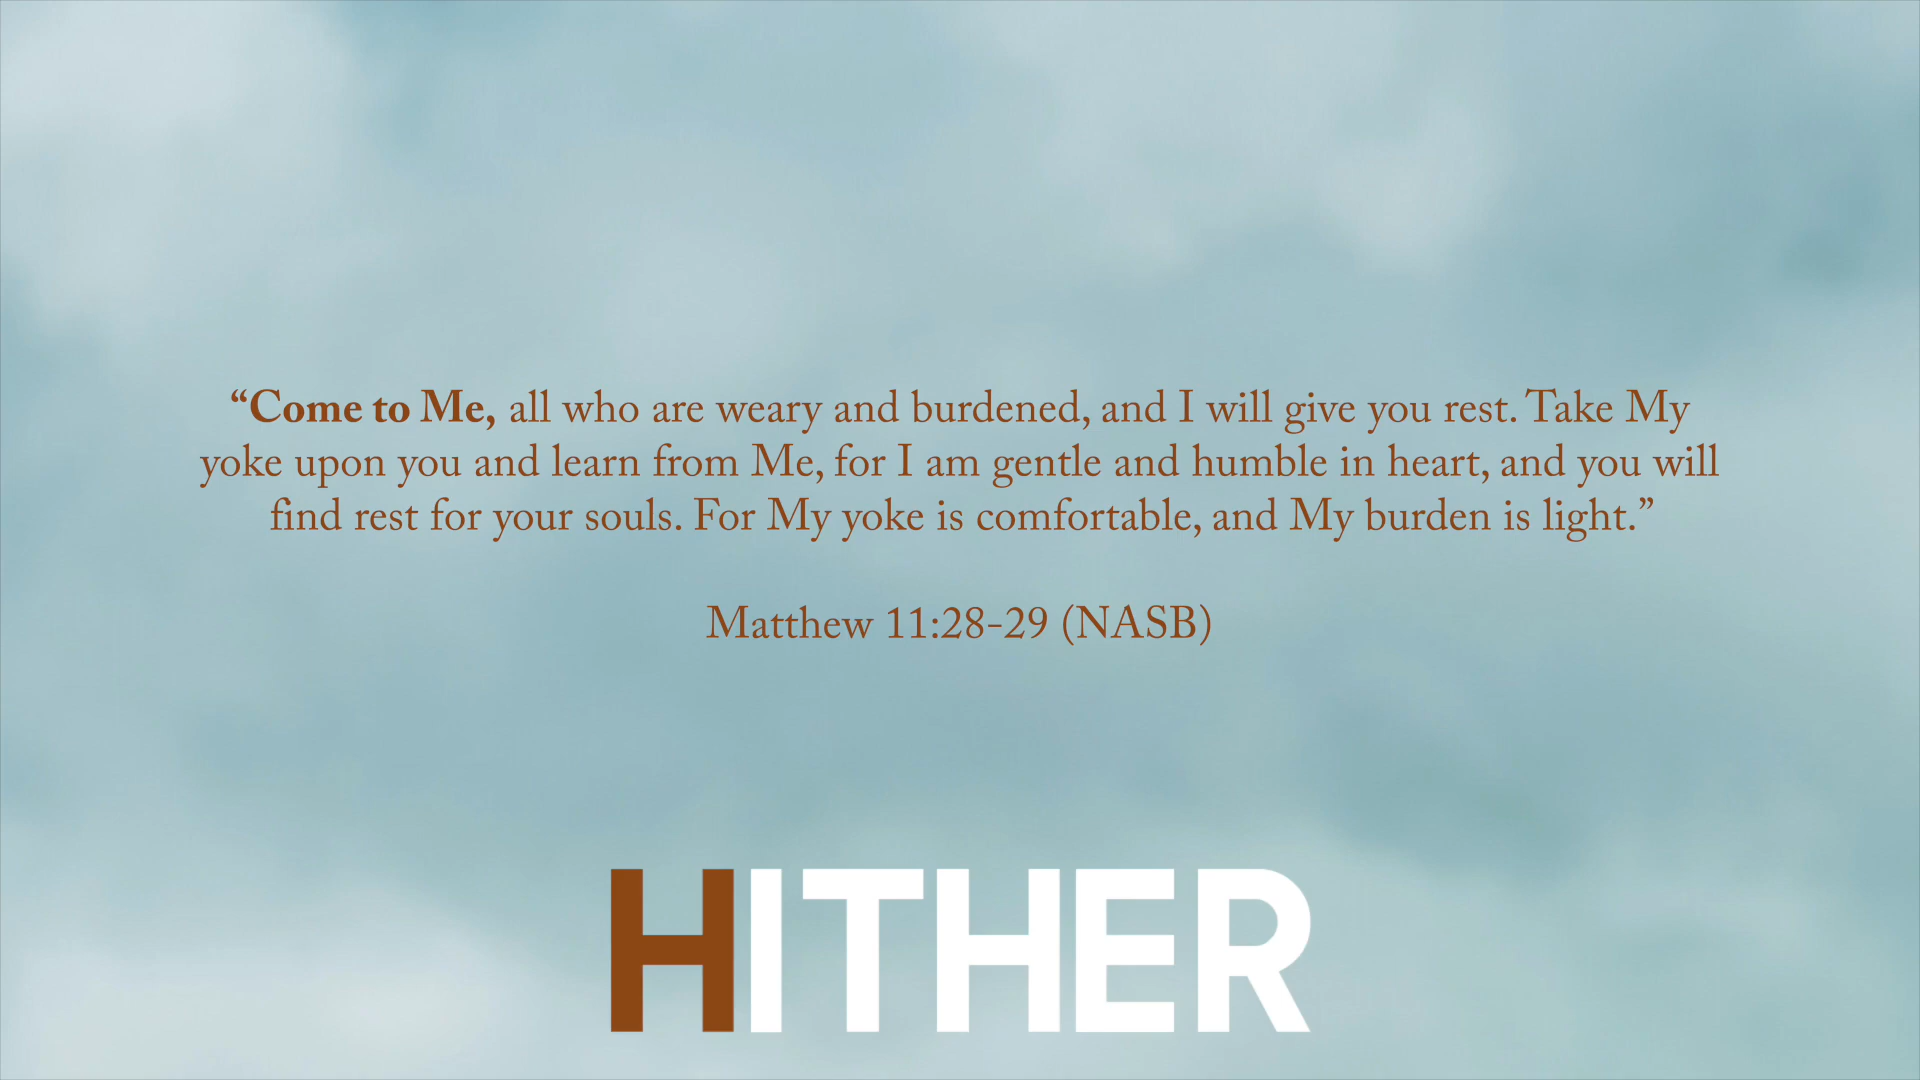 “Come to Me, all who are weary and burdened, and I will give you rest. Take My
yoke upon you and learn from Me, for I am gentle and humble in heart, and you will
find rest for your souls. For My yoke is comfortable, and My burden is light.”
Matthew 11:28-29 (NASB)
HITHER